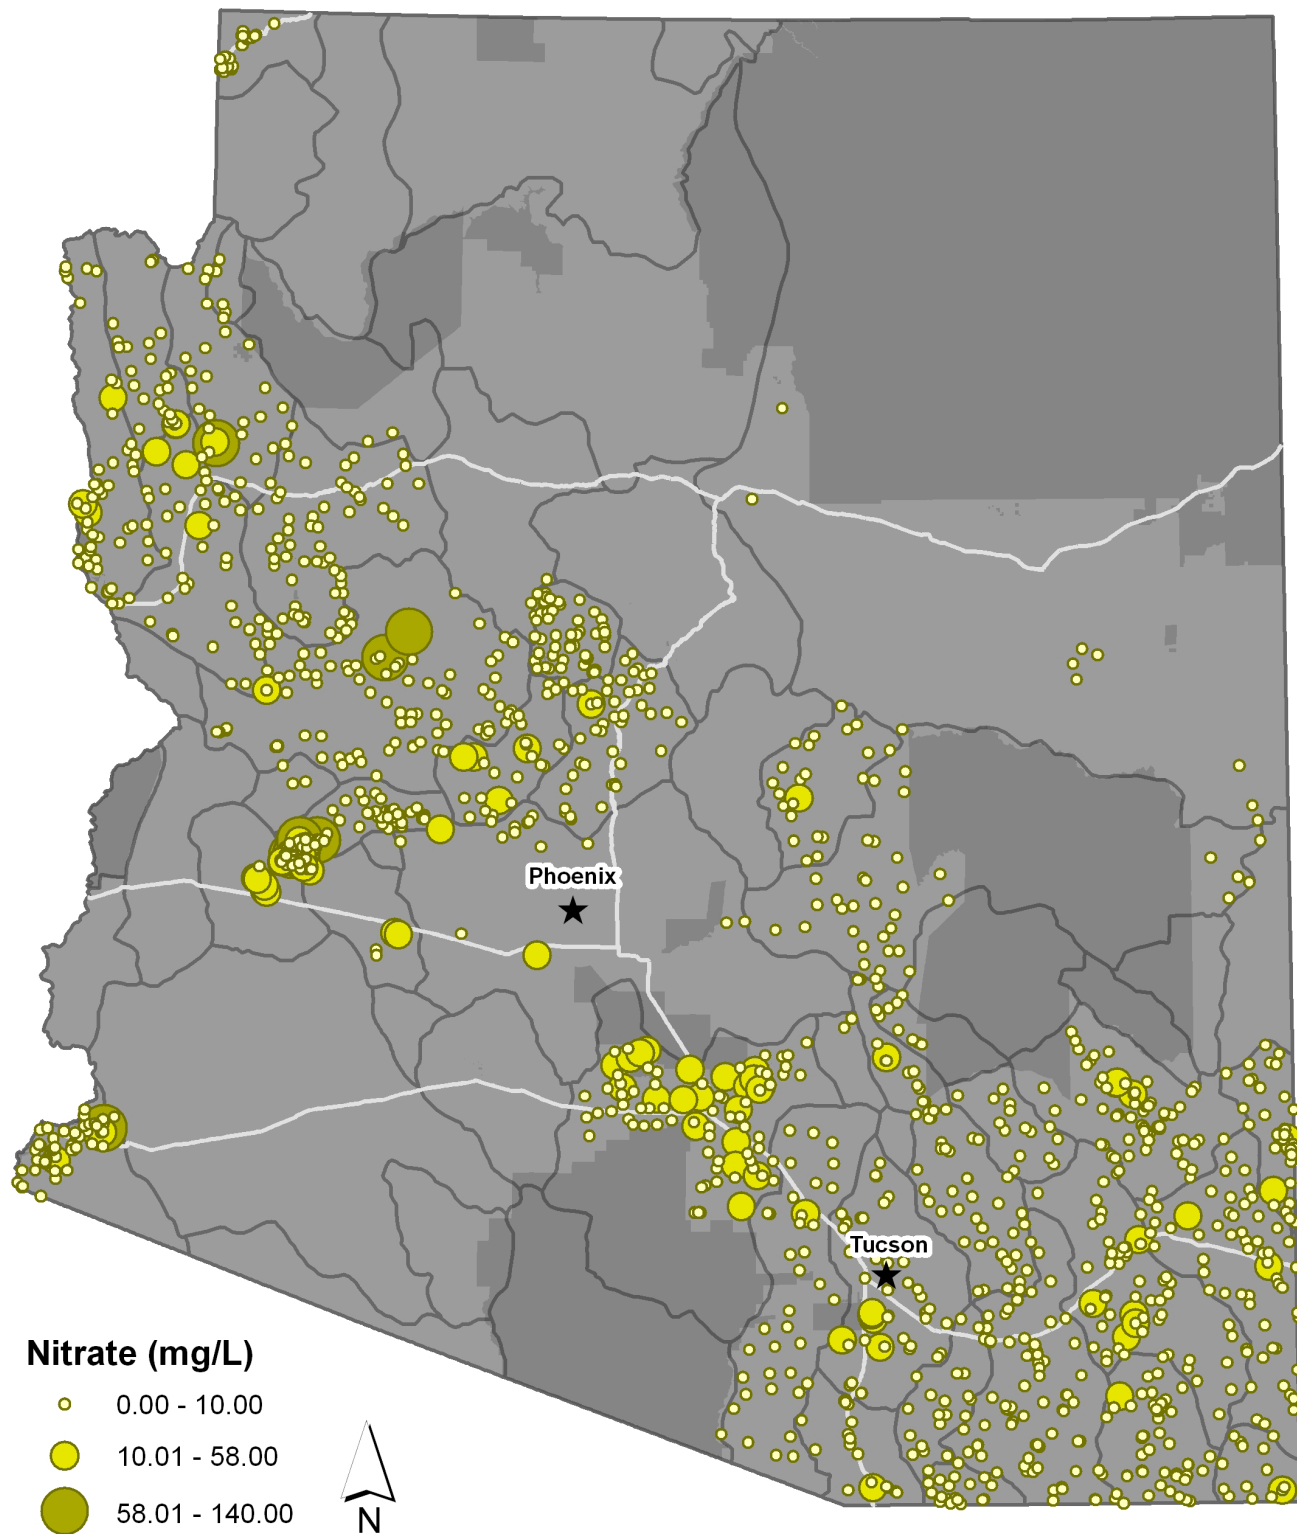 Phoenix
Tucson
Nitrate (mg/L)
0.00 - 10.00
10.01 - 58.00
58.01 - 140.00
N